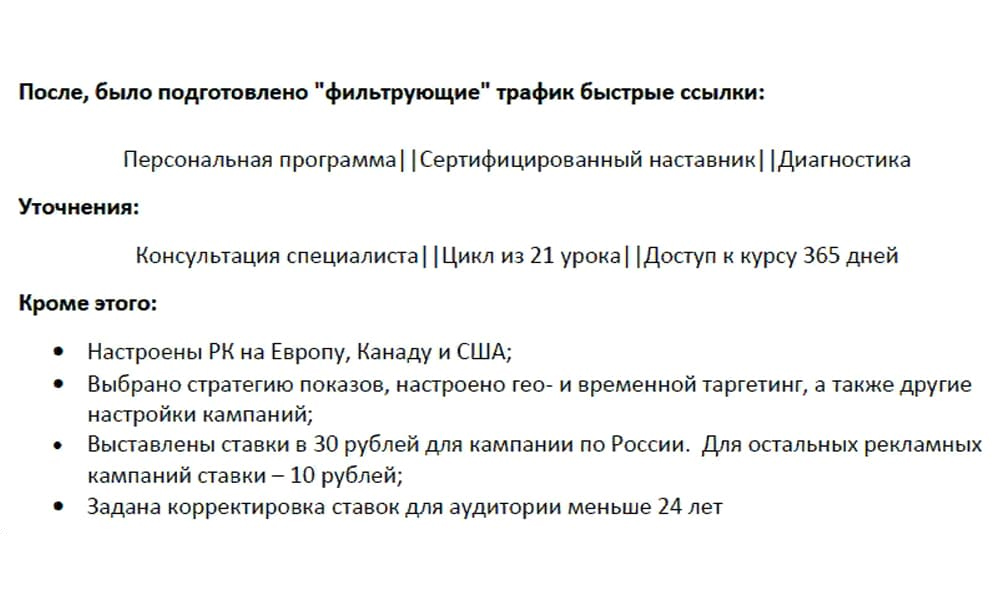 После, было подготовлено "фильтрующие" трафик быстрые ссылки:
Персональная программа||Сертифицированный наставник||Диагностика
Уточнения:
Консультация специалиста||Цикл из 21 урока||Доступ к курсу 365 дней
Кроме этого:
• Настроены РК на Европу, Канаду и США;
• Выбрано стратегию показов, настроено гео- и временной таргетинг, а также другие
настройки кампаний;
• Выставлены ставки в 30 рублей для кампании по России.  Для остальных рекламных
кампаний ставки – 10 рублей;
• Задана корректировка ставок для аудитории меньше 24 лет